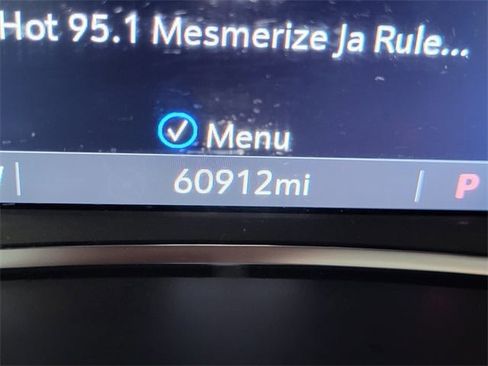 Hot 95.1 Mesmerize Ja Rule...
Menu
60912mi
P